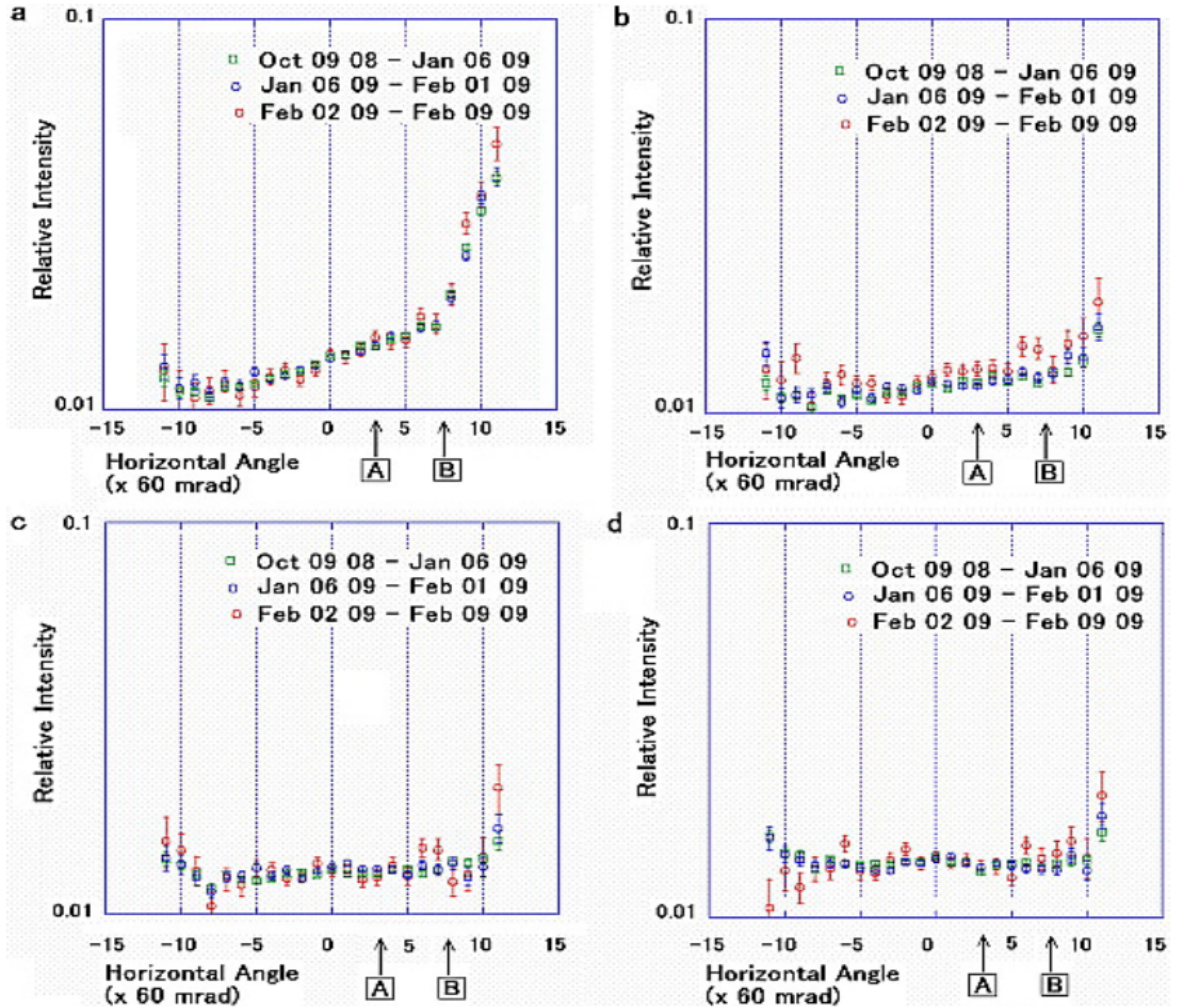 a
0.1
Oct 09 08 - Jan 06 09
Jan 06 09 - Feb 01 09
Feb 02 09 - Feb 09 09
Relative Intensity
0.01
-15 -10 -5 0 5 10 15
Horizontal Angle
(x 60 mrad)
A B
b
0.1
Oct 09 08 - Jan 06 09
Jan 06 09 - Feb 01 09
Feb 02 09 - Feb 09 09
Relative Intensity
0.01
-15 -10 -5 0 5 10 15
Horizontal Angle
(x 60 mrad)
A B
c
0.1
Oct 09 08 - Jan 06 09
Jan 06 09 - Feb 01 09
Feb 02 09 - Feb 09 09
Relative Intensity
0.01
-15 -10 -5 0 5 10 15
Horizontal Angle
(x 60 mrad)
A B
d
0.1
Oct 09 08 - Jan 06 09
Jan 06 09 - Feb 01 09
Feb 02 09 - Feb 09 09
Relative Intensity
0.01
-15 -10 -5 0 5 10 15
Horizontal Angle
(x 60 mrad)
A B